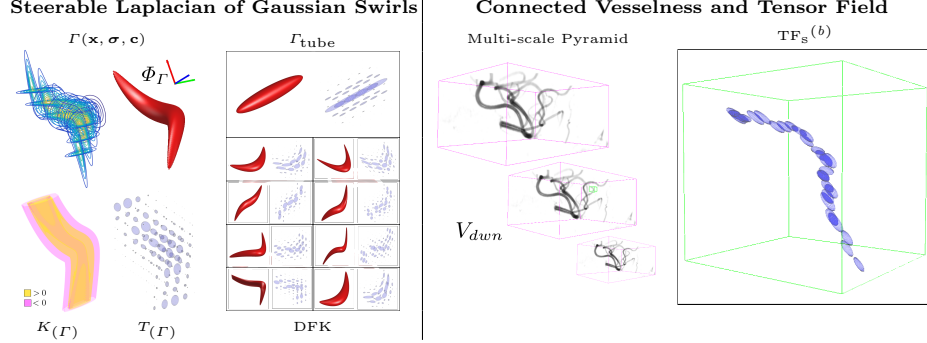 Steerable Laplacian of Gaussian Swirls
Γ(x, σ, c)
Φ_Γ
Γ_tube
> 0
< 0
K_(Γ)
T_(Γ)
DFK
Connected Vesselness and Tensor Field
Multi-scale Pyramid
V_dwn
TF_s^(b)